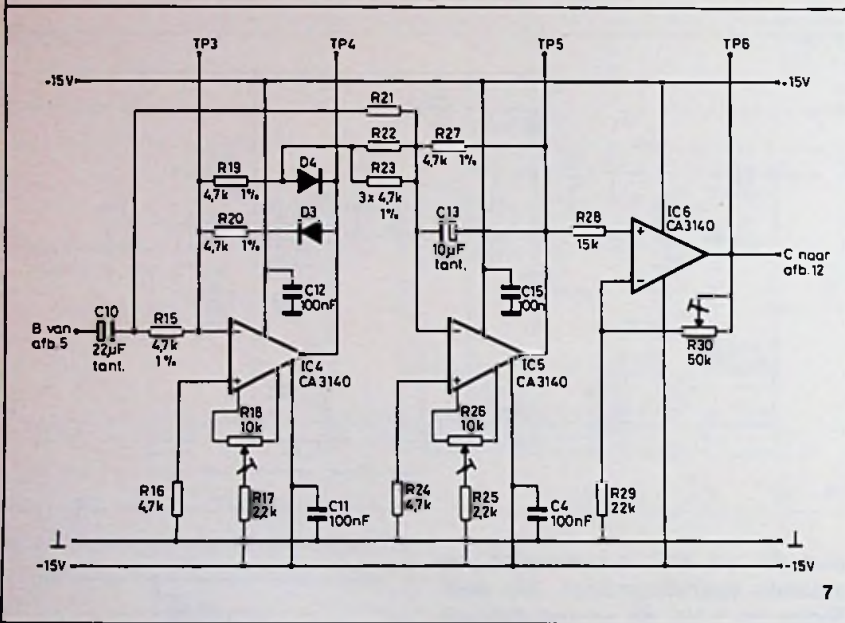 TP3 TP4 TP5 TP6
+15V +15V
R21
R22 R27
4,7k 1%
R19 D4 R23
4,7k 1% 3x 4,7k
1%
R20 D3
4,7k 1%
C13
10µF
tant.
R28
15k
IC6
CA3140
C naar
afb.12
C12
100nF
C15
100n
R30
50k
C10 R15
B van
afb.5
22µF 4,7k
tant. 1%
IC4
CA3140
IC5
CA3140
R18
10k
R26
10k
R16
4,7k
R17
2,2k
C11
100nF
R24
4,7k
R25
2,2k
C4
100nF
R29
22k
-15V -15V
7